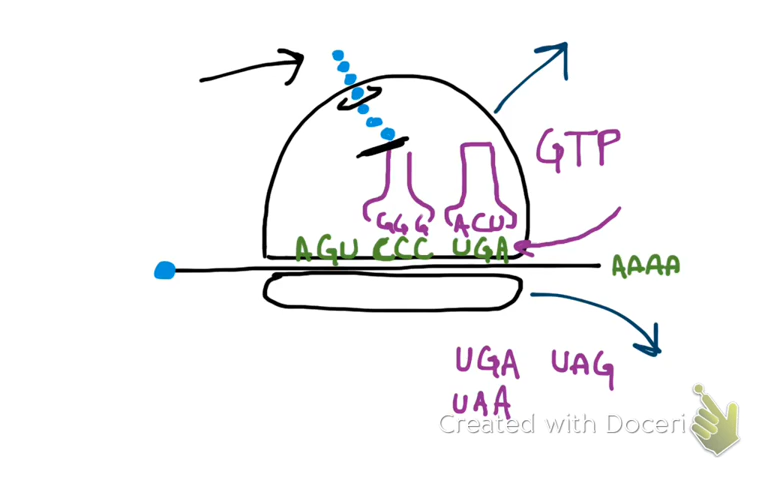 GTP
GGG ACU
AGU CCC UGA
AAAA
UGA UAG
UAA
Created with Doceri